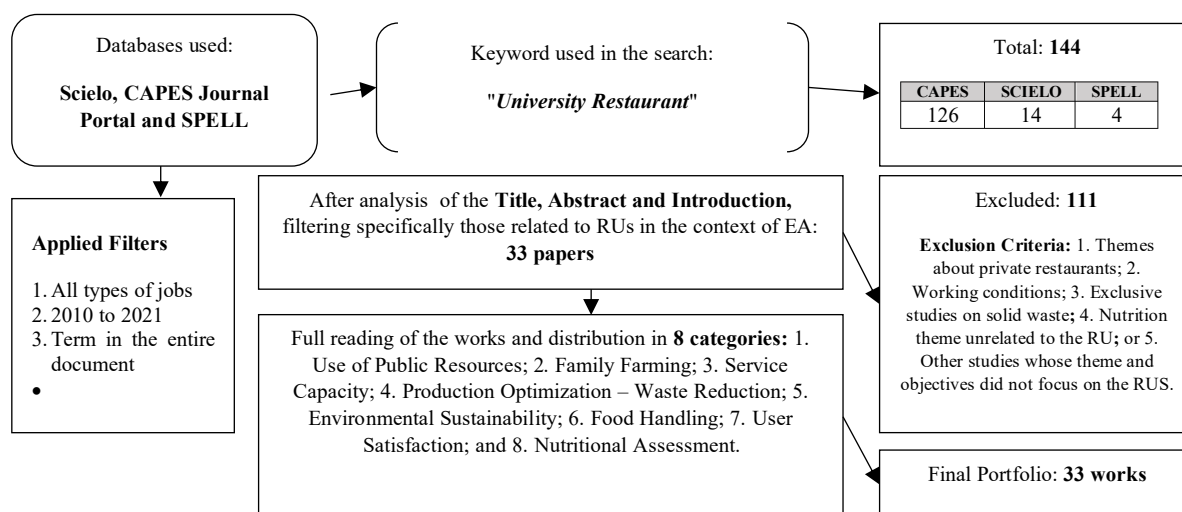 Databases used:
Scielo, CAPES Journal
Portal and SPELL
Keyword used in the search:
"University Restaurant"
Total: 144
CAPES SCIELO SPELL
126 14 4
Applied Filters
1. All types of jobs
2. 2010 to 2021
3. Term in the entire
document
•
After analysis of the Title, Abstract and Introduction,
filtering specifically those related to RUs in the context of EA:
33 papers
Excluded: 111
Exclusion Criteria: 1. Themes
about private restaurants; 2.
Working conditions; 3. Exclusive
studies on solid waste; 4. Nutrition
theme unrelated to the RU; or 5.
Other studies whose theme and
objectives did not focus on the RUS.
Full reading of the works and distribution in 8 categories: 1.
Use of Public Resources; 2. Family Farming; 3. Service
Capacity; 4. Production Optimization – Waste Reduction; 5.
Environmental Sustainability; 6. Food Handling; 7. User
Satisfaction; and 8. Nutritional Assessment.
Final Portfolio: 33 works